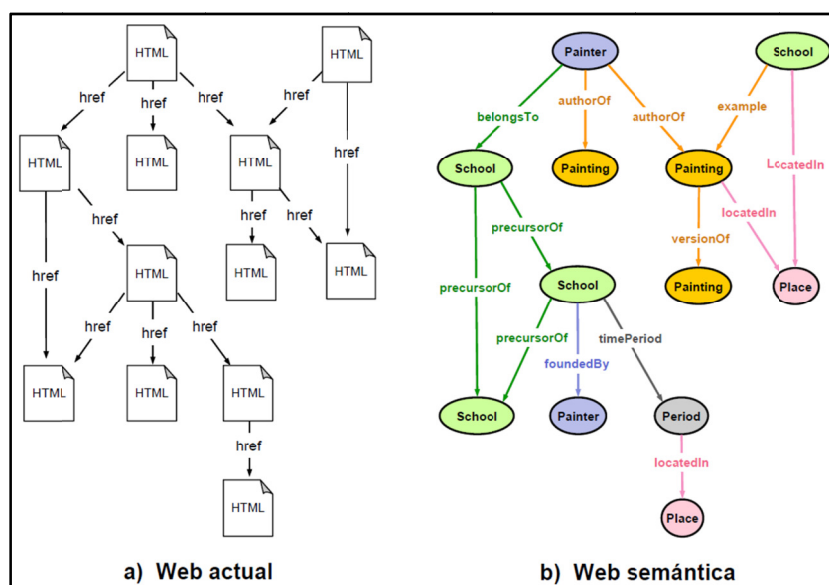 HTML
HTML
href
href
href
href
HTML
HTML
HTML
href
href
href
HTML
HTML
HTML
href
href
href
href
HTML
HTML
HTML
href
HTML
a) Web actual
Painter
School
belongsTo
authorOf
authorOf
example
School
Painting
Painting
LocatedIn
locatedIn
precursorOf
versionOf
precursorOf
School
Painting
Place
precursorOf
timePeriod
foundedBy
School
Painter
Period
locatedIn
Place
b) Web semántica